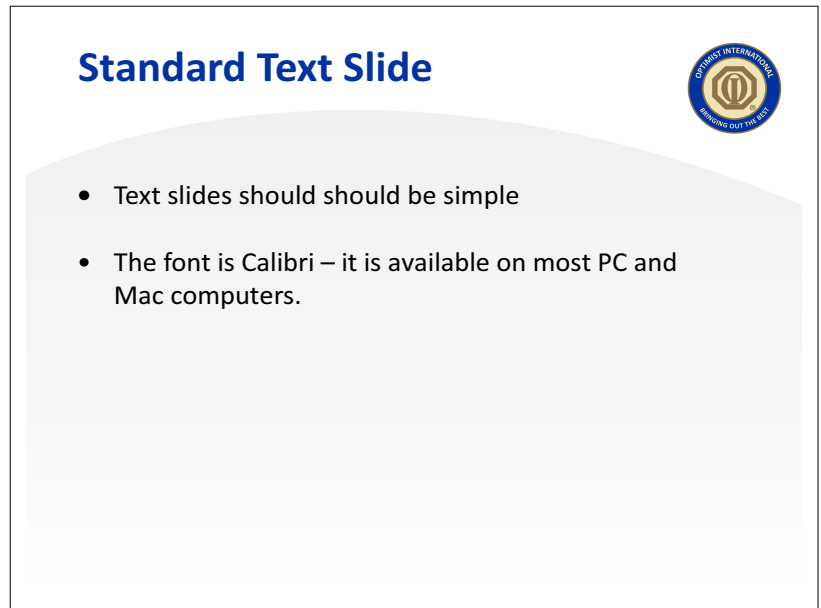 Standard Text Slide
OPTIMIST INTERNATIONAL
BRINGING OUT THE BEST
®
• Text slides should should be simple
• The font is Calibri – it is available on most PC and
Mac computers.